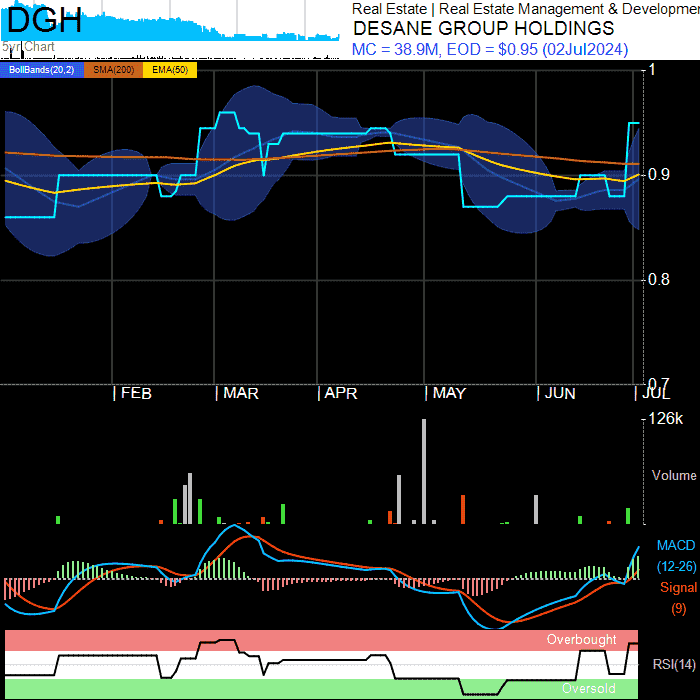 DGH
5yr Chart
Real Estate | Real Estate Management & Developmen
DESANE GROUP HOLDINGS
MC = 38.9M, EOD = $0.95 (02Jul2024)
BollBands(20,2) SMA(200) EMA(50)
1
0.9
0.8
0.7
FEB MAR APR MAY JUN JUL
126k
Volume
MACD
(12-26)
Signal
(9)
Overbought
RSI(14)
Oversold